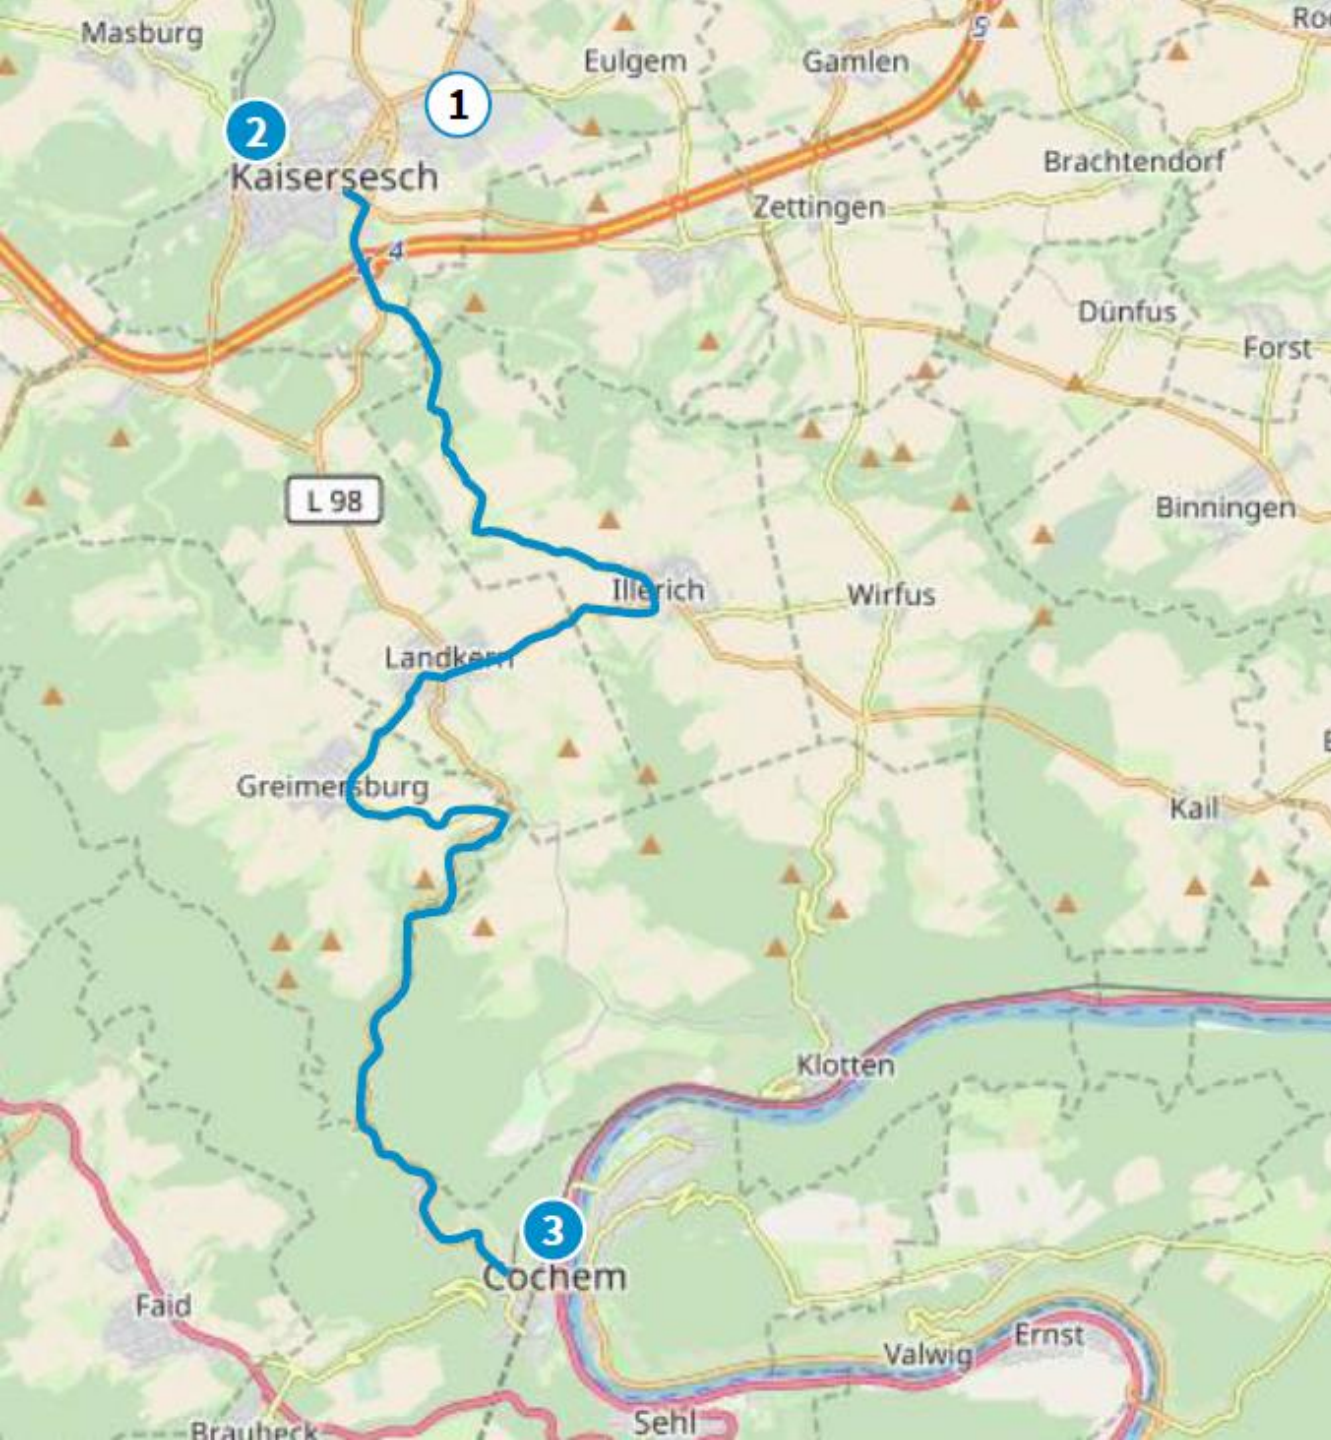 Masburg
Eulgem
Gamlen
5
1
2
Kaisersesch
Brachtendorf
Zettingen
4
Dünfus
Forst
L 98
Binningen
Illerich
Wirfus
Landkern
Greimersburg
Kail
Klotten
3
Cochem
Faid
Ernst
Valwig
Sehl
Brauheck